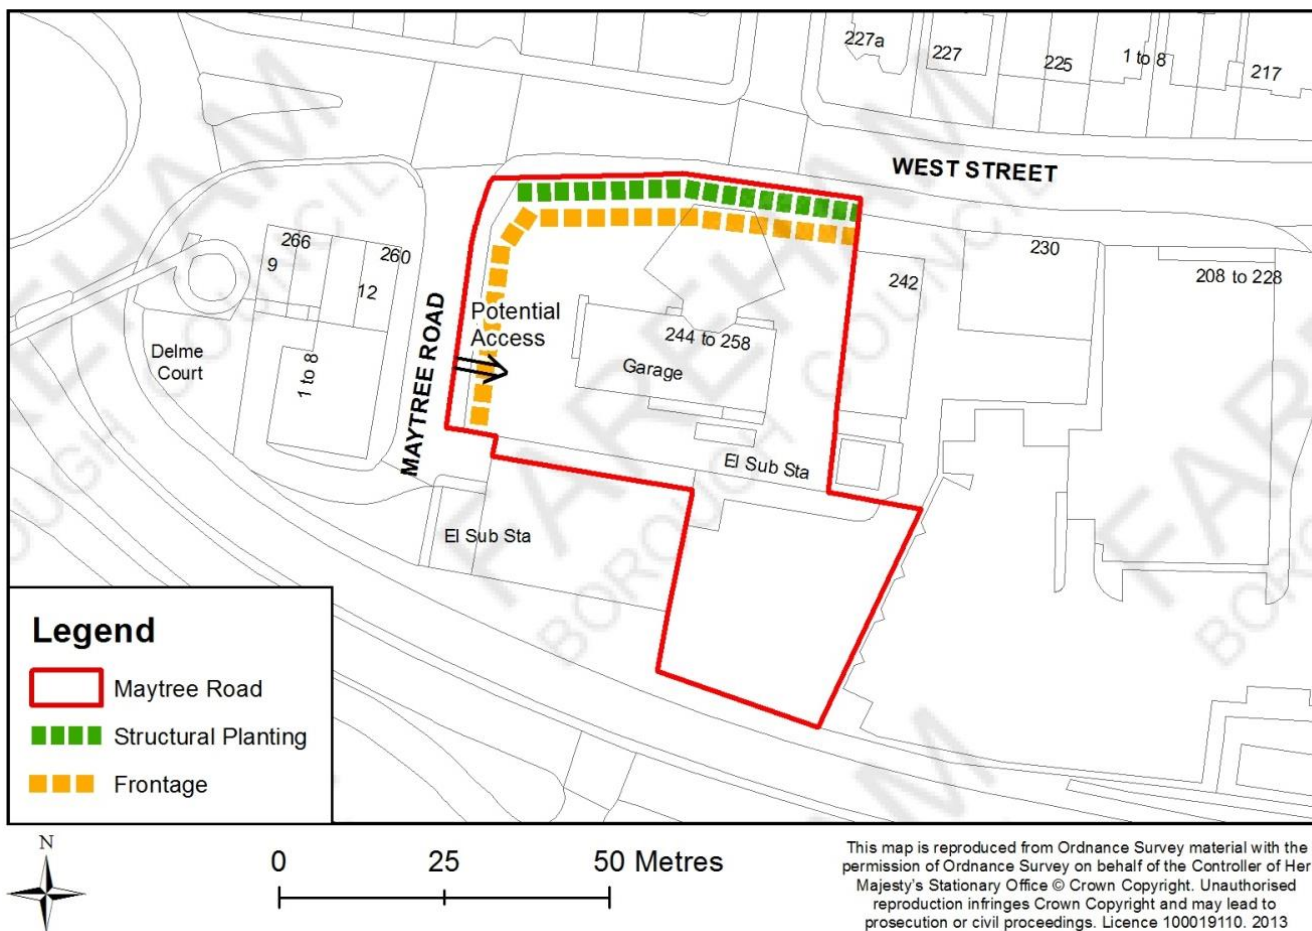 227a
227
225
1 to 8
217
WEST STREET
266
9
260
12
242
230
208 to 228
Potential
Access
244 to 258
Garage
Delme
Court
1 to 8
MAYTREE ROAD
El Sub Sta
El Sub Sta
FAREHAM
BOROUGH COUNCIL
Legend
Maytree Road
Structural Planting
Frontage
N
0 25 50 Metres
This map is reproduced from Ordnance Survey material with the
permission of Ordnance Survey on behalf of the Controller of Her
Majesty's Stationary Office © Crown Copyright. Unauthorised
reproduction infringes Crown Copyright and may lead to
prosecution or civil proceedings. Licence 100019110. 2013